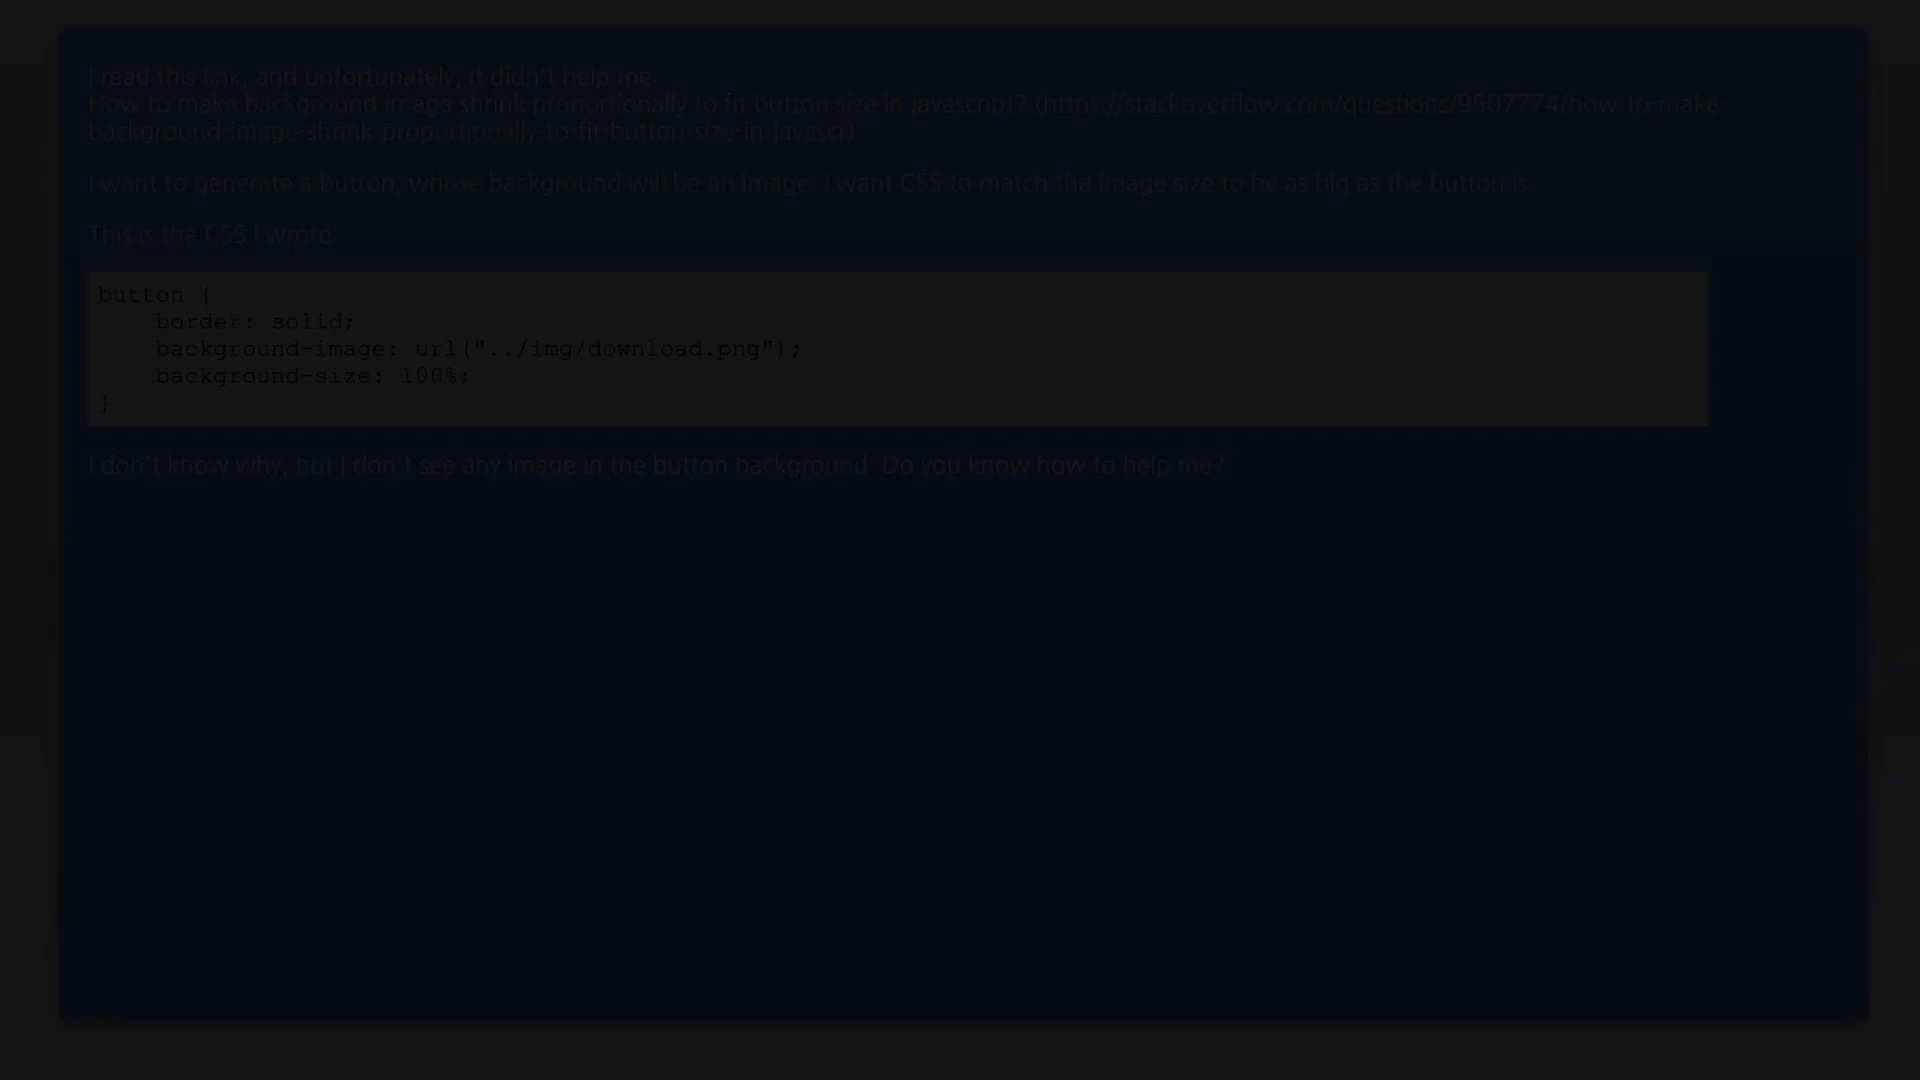 I read this link, and unfortunately, it didn't help me.
How to make background image shrink proportionally to fit button size in javascript? (https://stackoverflow.com/questions/9507774/how-to-make-
background-image-shrink-proportionally-to-fit-button-size-in-javascr)
I want to generate a button, whose background will be an image. I want CSS to match the image size to be as big as the button is.
This is the CSS I wrote:
button {
    border: solid;
    background-image: url("../img/download.png");
    background-size: 100%;
}
I don't know why, but I don't see any image in the button background. Do you know how to help me?